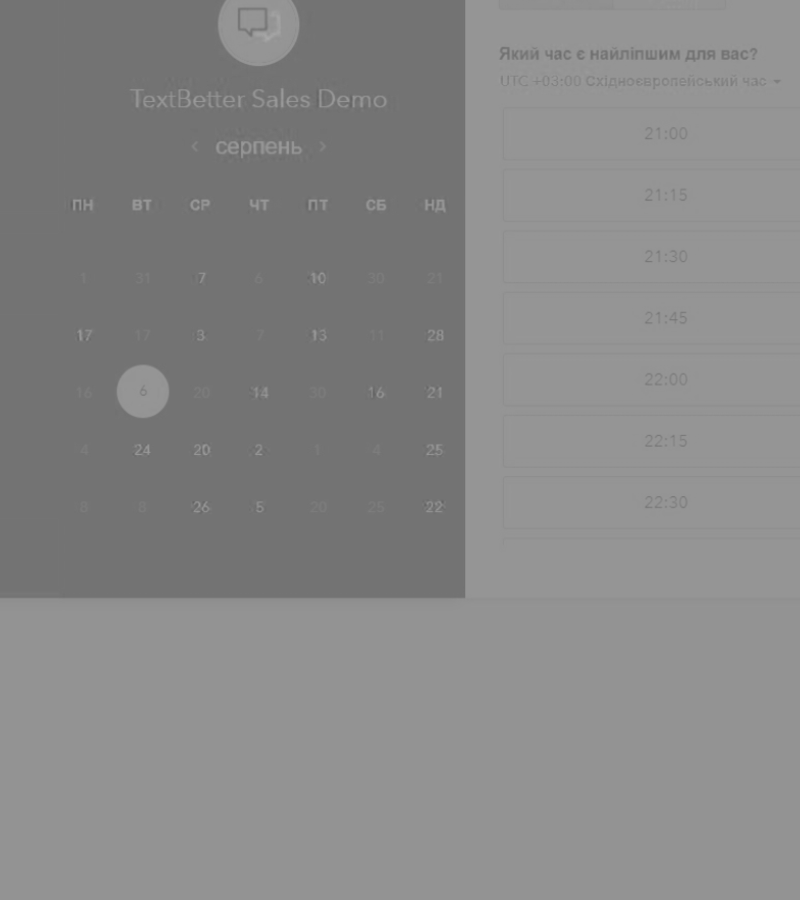 TextBetter Sales Demo
‹ серпень ›
ПН ВТ СР ЧТ ПТ СБ НД
1 31 7 6 10 30 21
17 17 3 7 13 11 28
16 6 20 14 30 16 21
4 24 20 2 1 4 25
8 8 26 5 20 25 22
Який час є найліпшим для вас?
UTC +03:00 Східноєвропейський час
21:00
21:15
21:30
21:45
22:00
22:15
22:30